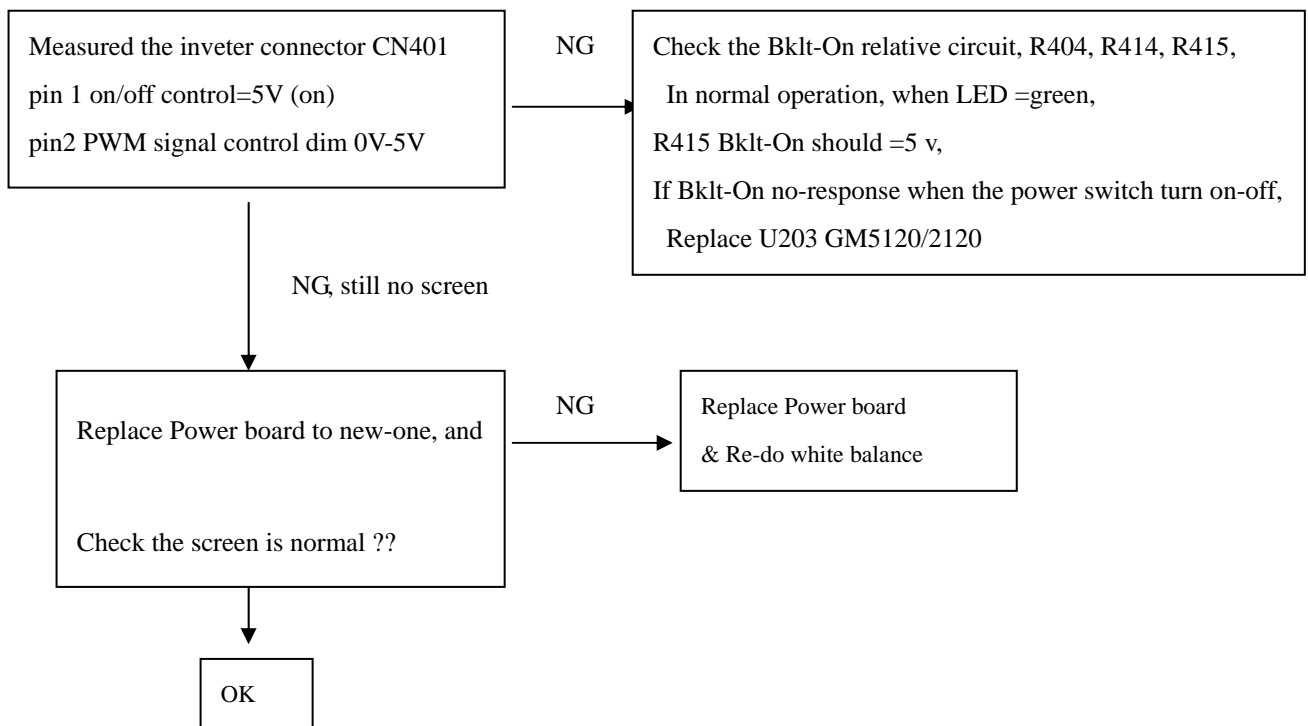 Measured the inveter connector CN401
pin 1 on/off control=5V (on)
pin2 PWM signal control dim 0V-5V
NG
Check the Bklt-On relative circuit, R404, R414, R415,
In normal operation, when LED =green,
R415 Bklt-On should =5 v,
If Bklt-On no-response when the power switch turn on-off,
Replace U203 GM5120/2120
NG, still no screen
Replace Power board to new-one, and
Check the screen is normal ??
NG
Replace Power board
& Re-do white balance
OK